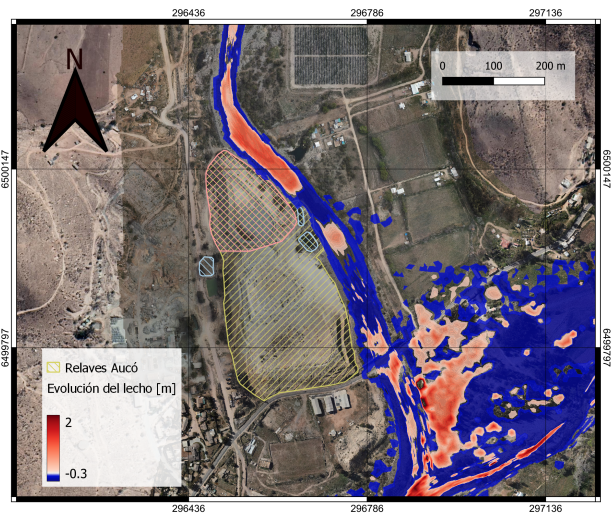 296436 296786 297136
N
0 100 200 m
6500147 6500147
6499797 6499797
Relaves Aucó
Evolución del lecho [m]
2
-0.3
296436 296786 297136